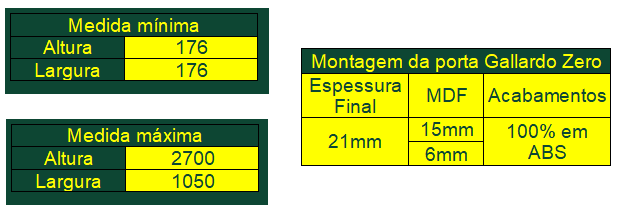 Medida mínima
Altura 176
Largura 176
Medida máxima
Altura 2700
Largura 1050
Montagem da porta Gallardo Zero
Espessura Final MDF Acabamentos
21mm 15mm 6mm 100% em ABS